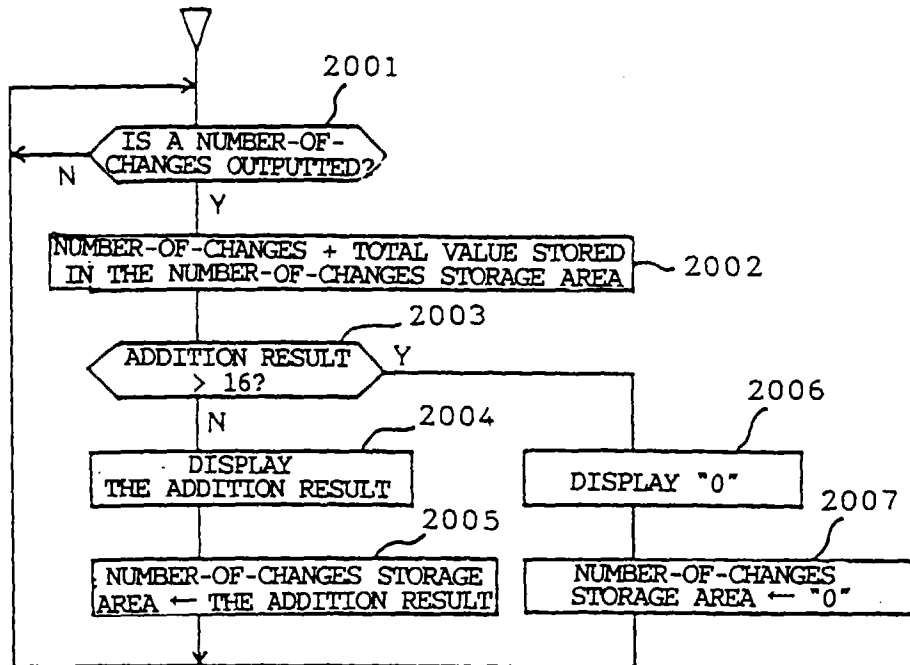 2001
IS A NUMBER-OF-
CHANGES OUTPUTTED?
N
Y
NUMBER-OF-CHANGES + TOTAL VALUE STORED
IN THE NUMBER-OF-CHANGES STORAGE AREA
2002
2003
ADDITION RESULT
> 16?
Y
N
2004
DISPLAY
THE ADDITION RESULT
2006
DISPLAY "0"
2005
NUMBER-OF-CHANGES STORAGE
AREA ← THE ADDITION RESULT
2007
NUMBER-OF-CHANGES
STORAGE AREA ← "0"